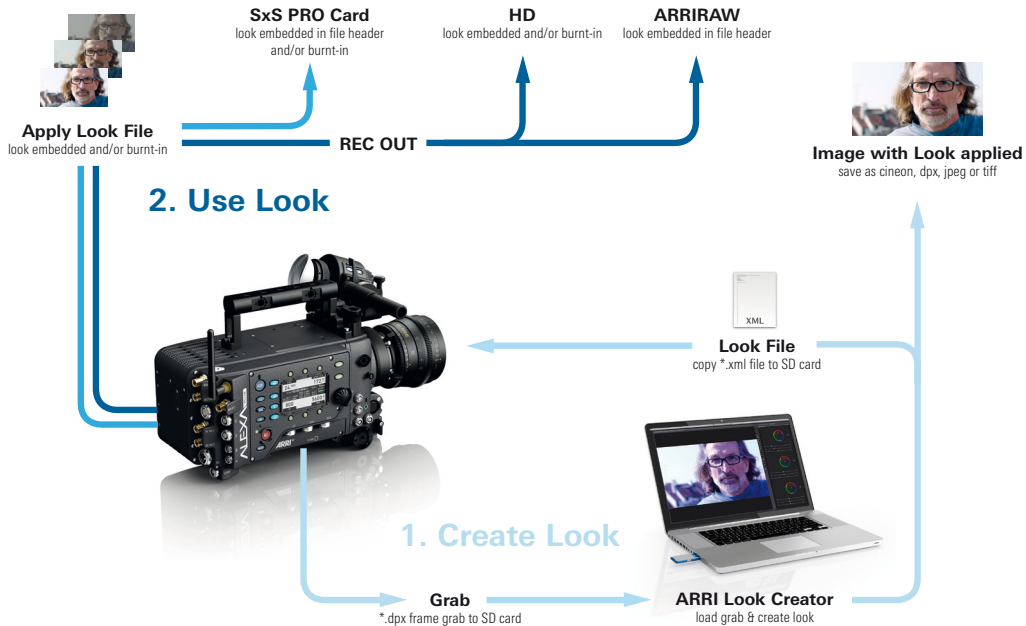 SxS PRO Card
look embedded in file header
and/or burnt-in
HD
look embedded and/or burnt-in
ARRIRAW
look embedded in file header
Apply Look File
look embedded and/or burnt-in
REC OUT
Image with Look applied
save as cineon, dpx, jpeg or tiff
2. Use Look
XML
Look File
copy *.xml file to SD card
ALEXA
ARRI
1. Create Look
Grab
*.dpx frame grab to SD card
ARRI Look Creator
load grab & create look